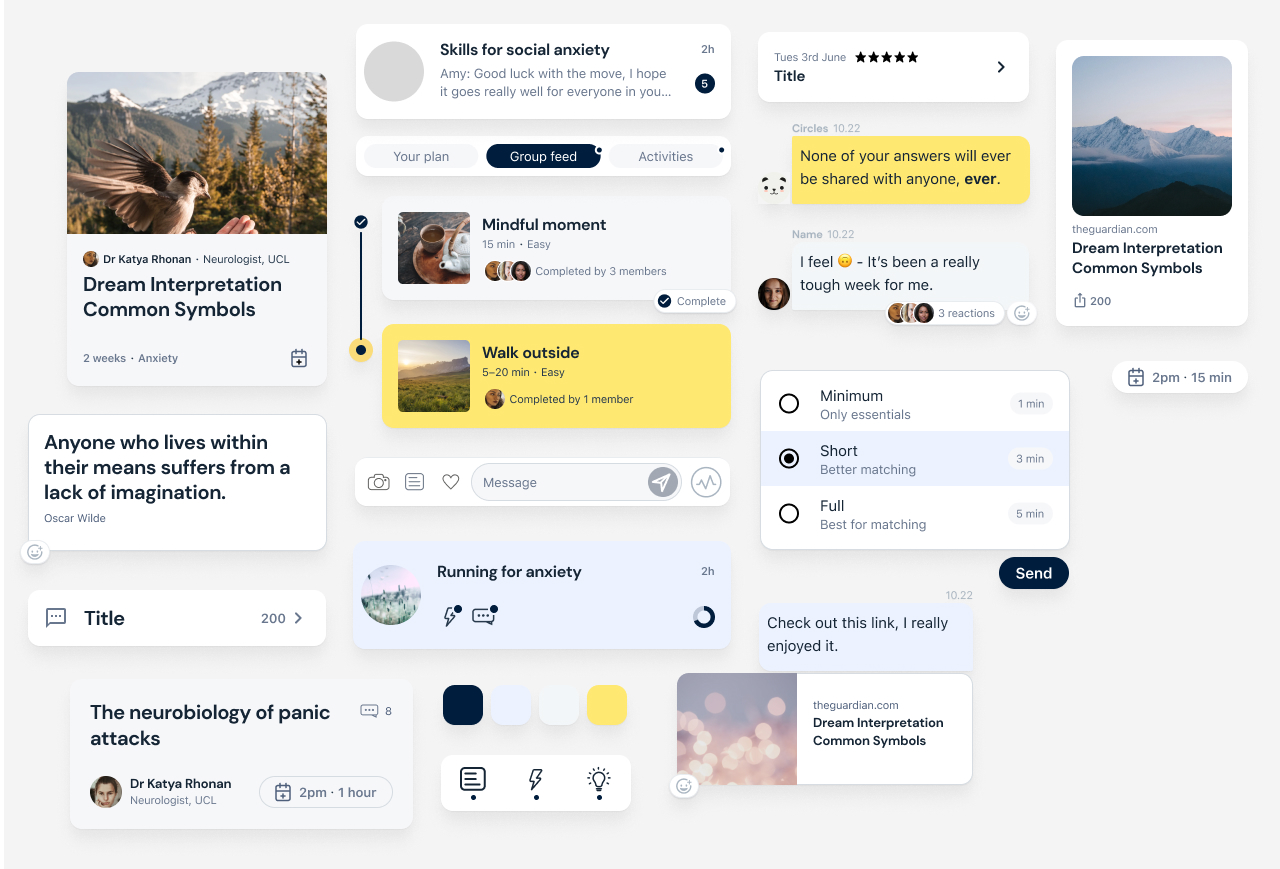 Dr Katya Rhonan · Neurologist, UCL
Dream Interpretation
Common Symbols
2 weeks · Anxiety
Anyone who lives within
their means suffers from a
lack of imagination.
Oscar Wilde
Title
200
The neurobiology of panic
attacks
8
Dr Katya Rhonan
Neurologist, UCL
2pm · 1 hour
Skills for social anxiety
2h
Amy: Good luck with the move, I hope
it goes really well for everyone in you...
5
Your plan
Group feed
Activities
Mindful moment
15 min · Easy
Completed by 3 members
Complete
Walk outside
5–20 min · Easy
Completed by 1 member
Message
Running for anxiety
2h
Tues 3rd June
Title
Circles 10.22
None of your answers will ever
be shared with anyone, ever.
Name 10.22
I feel 🙃 - It’s been a really
tough week for me.
3 reactions
Minimum
Only essentials
1 min
Short
Better matching
3 min
Full
Best for matching
5 min
Send
10.22
Check out this link, I really
enjoyed it.
theguardian.com
Dream Interpretation
Common Symbols
theguardian.com
Dream Interpretation
Common Symbols
200
2pm · 15 min